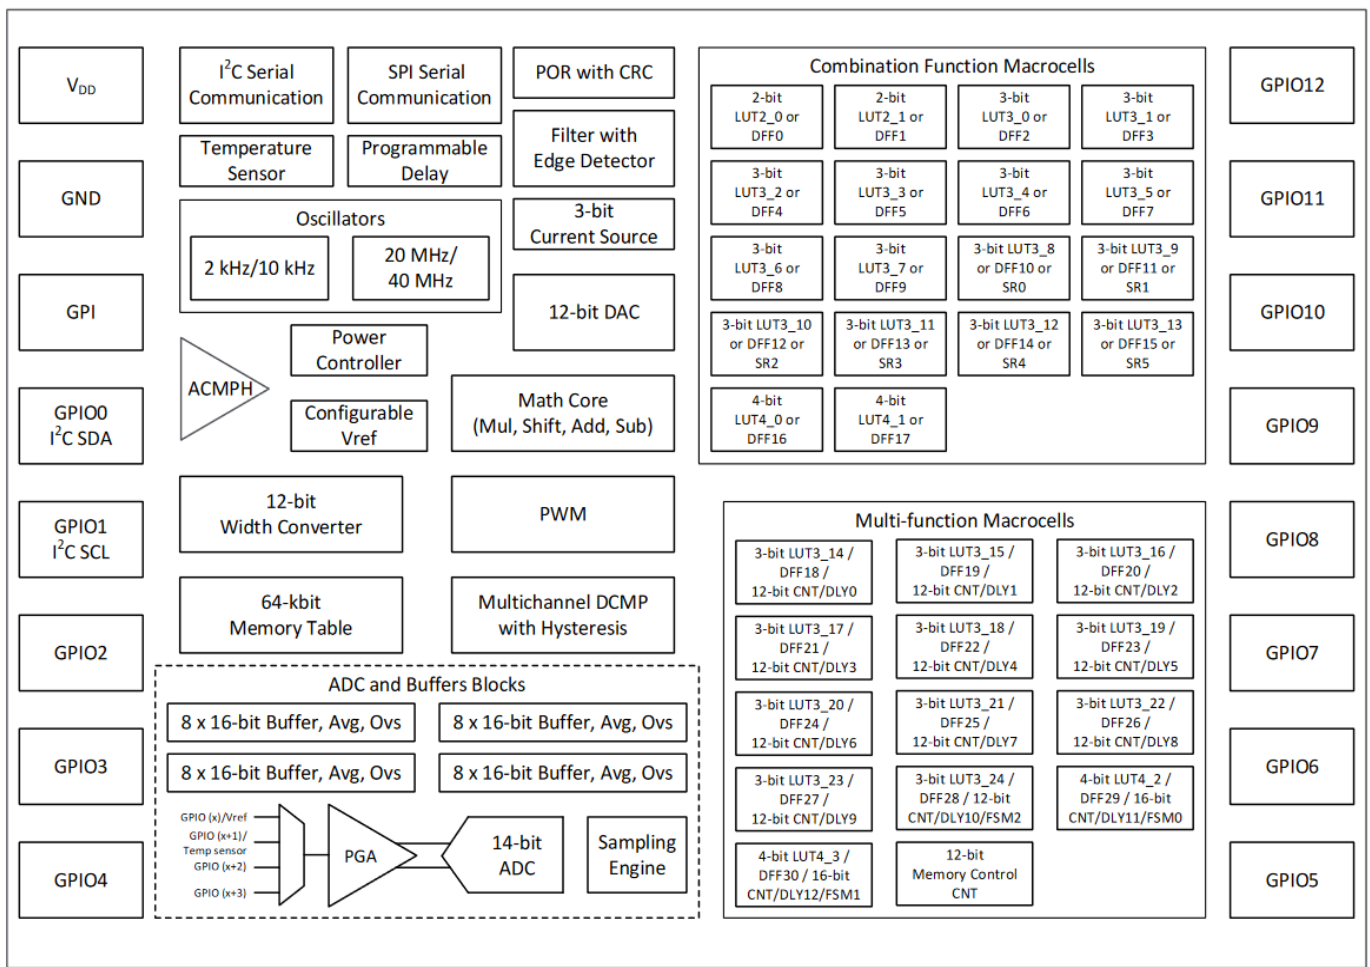 V_DD
GND
GPI
GPIO0
I²C SDA
GPIO1
I²C SCL
GPIO2
GPIO3
GPIO4
I²C Serial
Communication
SPI Serial
Communication
POR with CRC
Temperature
Sensor
Programmable
Delay
Filter with
Edge Detector
Oscillators
2 kHz/10 kHz
20 MHz/
40 MHz
3-bit
Current Source
12-bit DAC
ACMPH
Power
Controller
Configurable
Vref
Math Core
(Mul, Shift, Add, Sub)
12-bit
Width Converter
PWM
64-kbit
Memory Table
Multichannel DCMP
with Hysteresis
ADC and Buffers Blocks
8 x 16-bit Buffer, Avg, Ovs
8 x 16-bit Buffer, Avg, Ovs
8 x 16-bit Buffer, Avg, Ovs
8 x 16-bit Buffer, Avg, Ovs
GPIO (x)/Vref
GPIO (x+1)/
Temp sensor
GPIO (x+2)
GPIO (x+3)
PGA
14-bit
ADC
Sampling
Engine
Combination Function Macrocells
2-bit
LUT2_0 or
DFF0
2-bit
LUT2_1 or
DFF1
3-bit
LUT3_0 or
DFF2
3-bit
LUT3_1 or
DFF3
3-bit
LUT3_2 or
DFF4
3-bit
LUT3_3 or
DFF5
3-bit
LUT3_4 or
DFF6
3-bit
LUT3_5 or
DFF7
3-bit
LUT3_6 or
DFF8
3-bit
LUT3_7 or
DFF9
3-bit LUT3_8
or DFF10 or
SR0
3-bit LUT3_9
or DFF11 or
SR1
3-bit LUT3_10
or DFF12 or
SR2
3-bit LUT3_11
or DFF13 or
SR3
3-bit LUT3_12
or DFF14 or
SR4
3-bit LUT3_13
or DFF15 or
SR5
4-bit
LUT4_0 or
DFF16
4-bit
LUT4_1 or
DFF17
Multi-function Macrocells
3-bit LUT3_14 /
DFF18 /
12-bit CNT/DLY0
3-bit LUT3_15 /
DFF19 /
12-bit CNT/DLY1
3-bit LUT3_16 /
DFF20 /
12-bit CNT/DLY2
3-bit LUT3_17 /
DFF21 /
12-bit CNT/DLY3
3-bit LUT3_18 /
DFF22 /
12-bit CNT/DLY4
3-bit LUT3_19 /
DFF23 /
12-bit CNT/DLY5
3-bit LUT3_20 /
DFF24 /
12-bit CNT/DLY6
3-bit LUT3_21 /
DFF25 /
12-bit CNT/DLY7
3-bit LUT3_22 /
DFF26 /
12-bit CNT/DLY8
3-bit LUT3_23 /
DFF27 /
12-bit CNT/DLY9
3-bit LUT3_24 /
DFF28 / 12-bit
CNT/DLY10/FSM2
4-bit LUT4_2 /
DFF29 / 16-bit
CNT/DLY11/FSM0
4-bit LUT4_3 /
DFF30 / 16-bit
CNT/DLY12/FSM1
12-bit
Memory Control
CNT
GPIO12
GPIO11
GPIO10
GPIO9
GPIO8
GPIO7
GPIO6
GPIO5